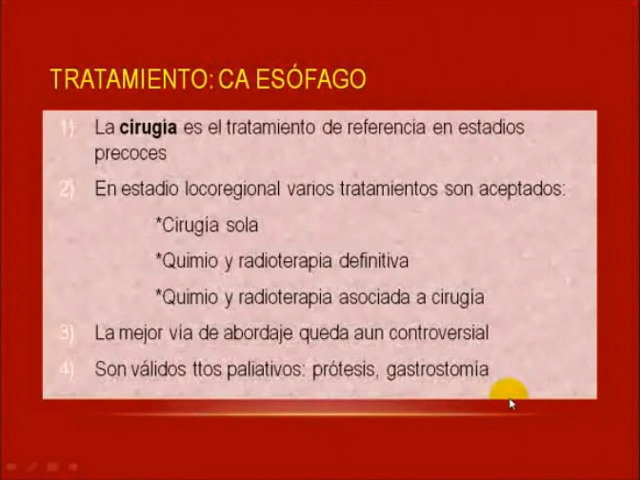 TRATAMIENTO: CA ESÓFAGO
1) La cirugia es el tratamiento de referencia en estadios
precoces
2) En estadio locoregional varios tratamientos son aceptados:
*Cirugía sola
*Quimio y radioterapia definitiva
*Quimio y radioterapia asociada a cirugía
3) La mejor vía de abordaje queda aun controversial
4) Son válidos ttos paliativos: prótesis, gastrostomía